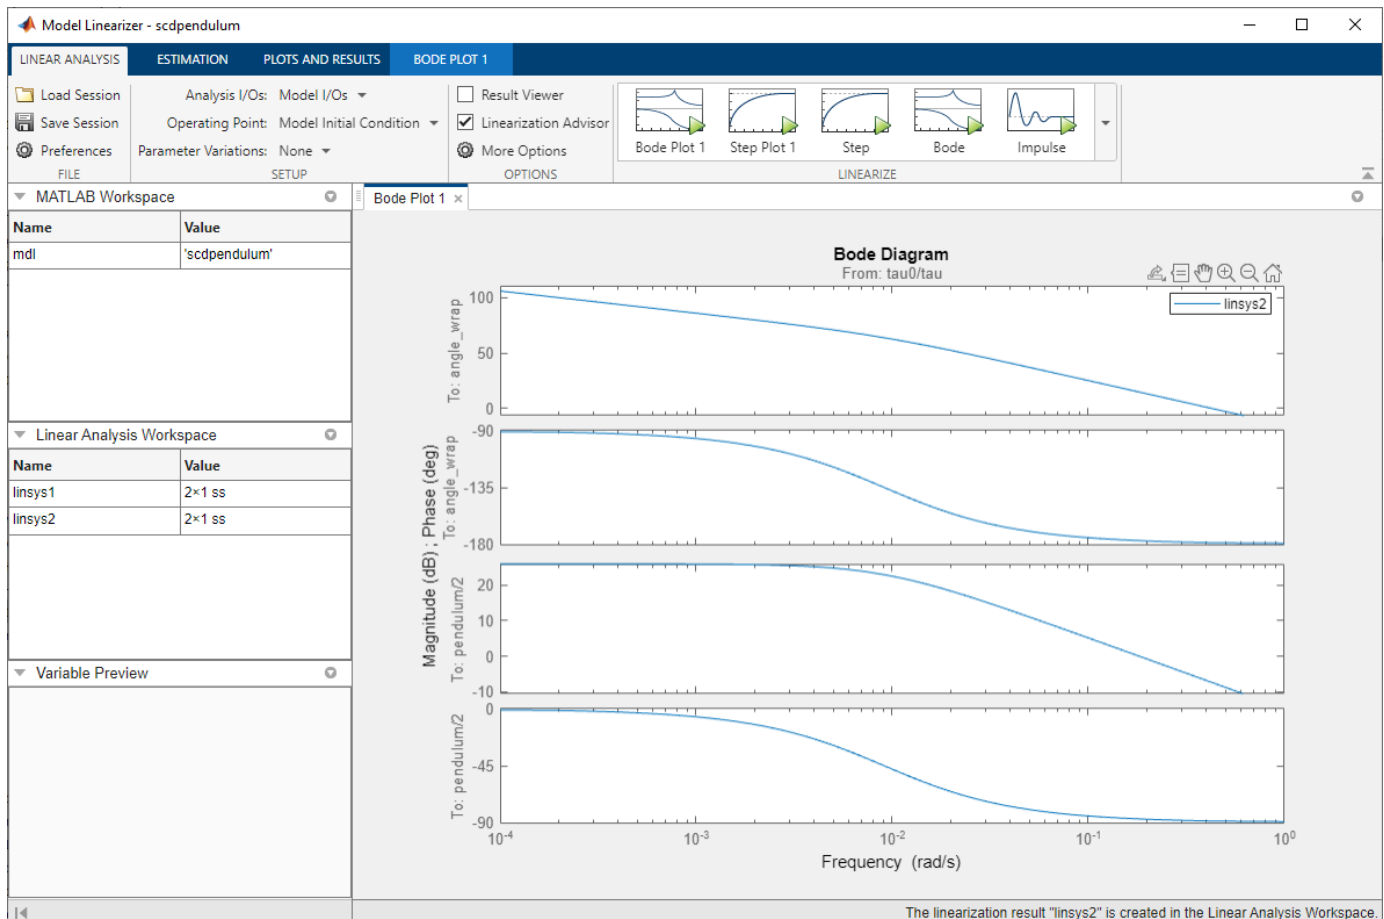 Model Linearizer - scdpendulum
LINEAR ANALYSIS ESTIMATION PLOTS AND RESULTS BODE PLOT 1
Load Session Analysis I/Os: Model I/Os Result Viewer
Save Session Operating Point: Model Initial Condition Linearization Advisor
Preferences Parameter Variations: None More Options Bode Plot 1 Step Plot 1 Step Bode Impulse
FILE SETUP OPTIONS LINEARIZE
MATLAB Workspace
Name Value
mdl 'scdpendulum'
Linear Analysis Workspace
Name Value
linsys1 2×1 ss
linsys2 2×1 ss
Variable Preview
Bode Plot 1
Bode Diagram
From: tau0/tau
linsys2
Magnitude (dB) ; Phase (deg)
To: angle_wrap
100
50
0
To: angle_wrap
-90
-135
-180
To: pendulum/2
20
10
0
-10
To: pendulum/2
0
-45
-90
10-4 10-3 10-2 10-1 100
Frequency (rad/s)
The linearization result "linsys2" is created in the Linear Analysis Workspace.